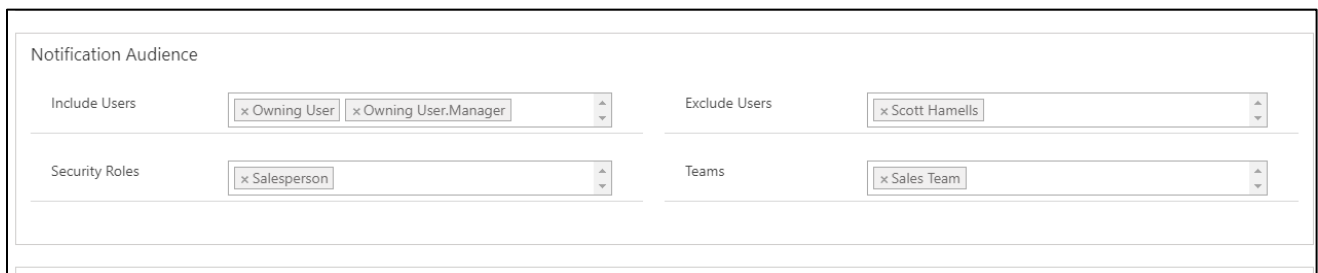 Notification Audience
Include Users × Owning User × Owning User.Manager Exclude Users × Scott Hamells
Security Roles × Salesperson Teams × Sales Team